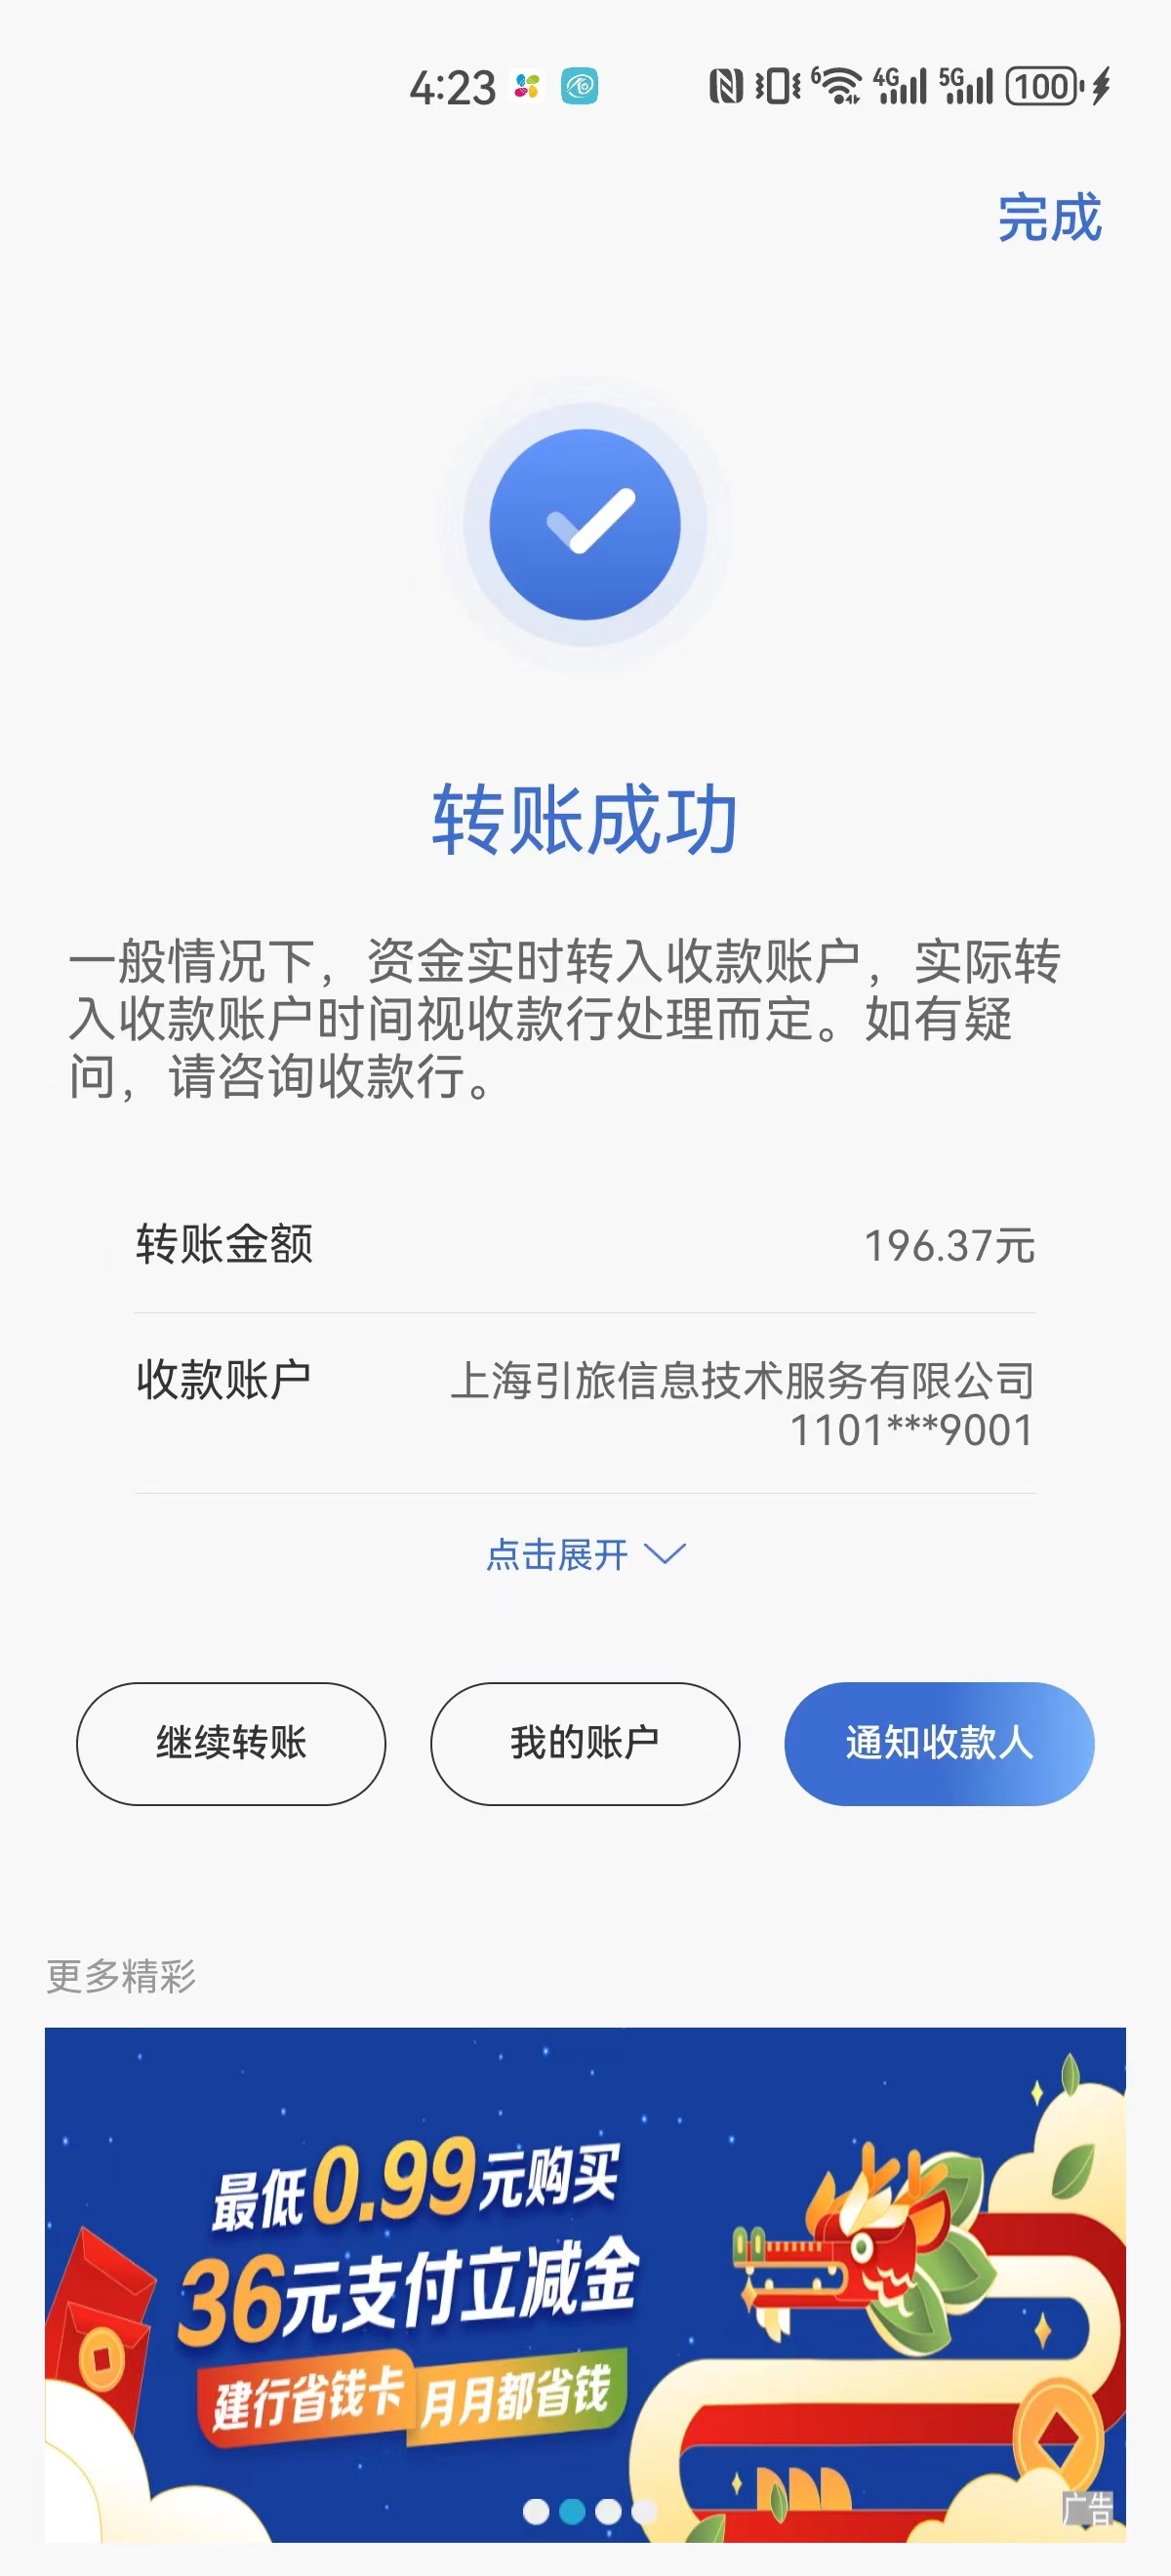 4:23
6 4G 5G 100
完成
转账成功
一般情况下，资金实时转入收款账户，实际转
入收款账户时间视收款行处理而定。如有疑
问，请咨询收款行。
转账金额 196.37元
收款账户 上海引旅信息技术服务有限公司
1101***9001
点击展开
继续转账 我的账户 通知收款人
更多精彩
最低0.99元购买
36元支付立减金
建行省钱卡 月月都省钱
广告